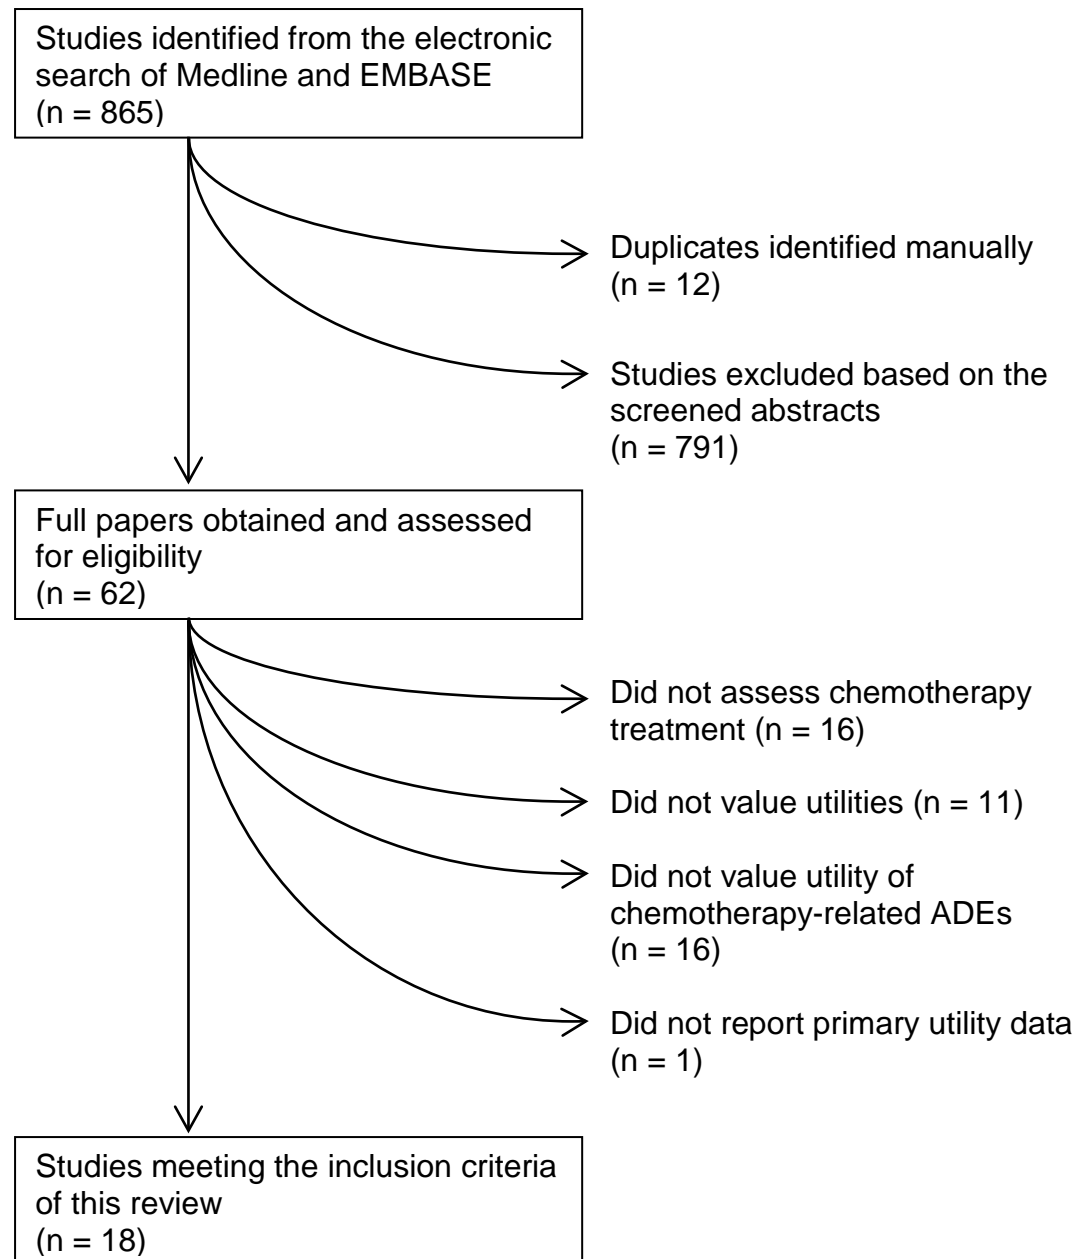 Studies identified from the electronic
search of Medline and EMBASE
(n = 865)
Duplicates identified manually
(n = 12)
Studies excluded based on the
screened abstracts
(n = 791)
Full papers obtained and assessed
for eligibility
(n = 62)
Did not assess chemotherapy
treatment (n = 16)
Did not value utilities (n = 11)
Did not value utility of
chemotherapy-related ADEs
(n = 16)
Did not report primary utility data
(n = 1)
Studies meeting the inclusion criteria
of this review
(n = 18)